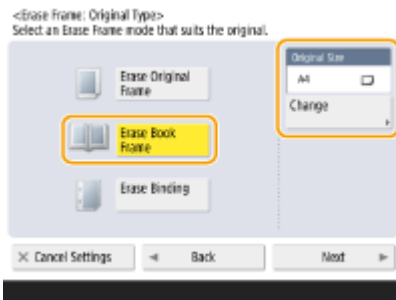 <Erase Frame: Original Type>
Select an Erase Frame mode that suits the original.
Original Size
A4
Change
Erase Original
Frame
Erase Book
Frame
Erase Binding
Cancel Settings
Back
Next